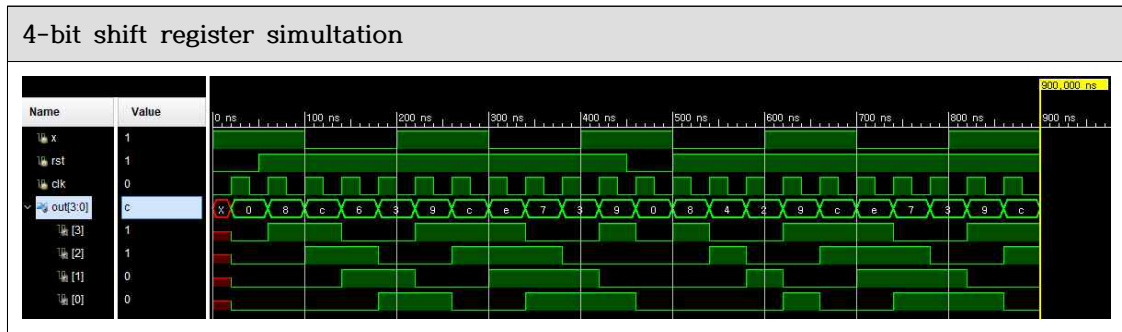 4-bit shift register simultation
900.000 ns
Name Value 0 ns 100 ns 200 ns 300 ns 400 ns 500 ns 600 ns 700 ns 800 ns 900 ns
x 1
rst 1
clk 0
out[3:0] c X 0 8 c 6 3 9 c e 7 3 9 0 8 4 2 9 c e 7 3 9 c
[3] 1
[2] 1
[1] 0
[0] 0